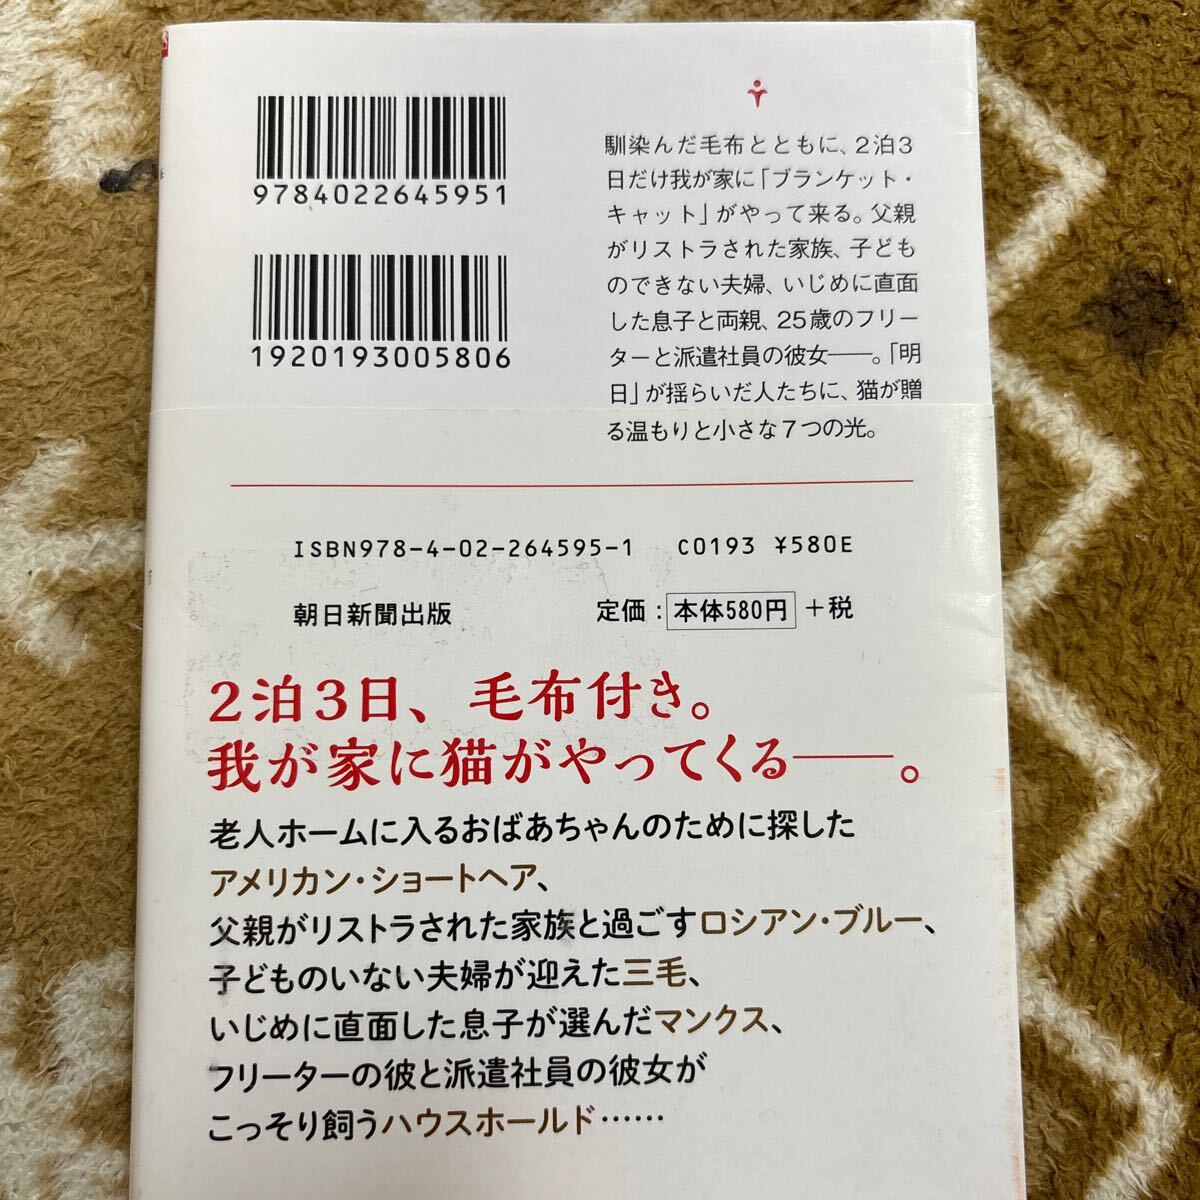 9784022645951
1920193005806
馴染んだ毛布とともに、2泊3
日だけ我が家に「ブランケット・
キャット」がやって来る。父親
がリストラされた家族、子ども
のできない夫婦、いじめに直面
した息子と両親、25歳のフリー
ターと派遣社員の彼女――。「明
日」が揺らいだ人たちに、猫が贈
る温もりと小さな7つの光。
ISBN978-4-02-264595-1 C0193 ¥580E
朝日新聞出版 定価：本体580円+税
2泊3日、毛布付き。
我が家に猫がやってくる――。
老人ホームに入るおばあちゃんのために探した
アメリカン・ショートヘア、
父親がリストラされた家族と過ごすロシアン・ブルー、
子どものいない夫婦が迎えた三毛、
いじめに直面した息子が選んだマンクス、
フリーターの彼と派遣社員の彼女が
こっそり飼うハウスホールド……